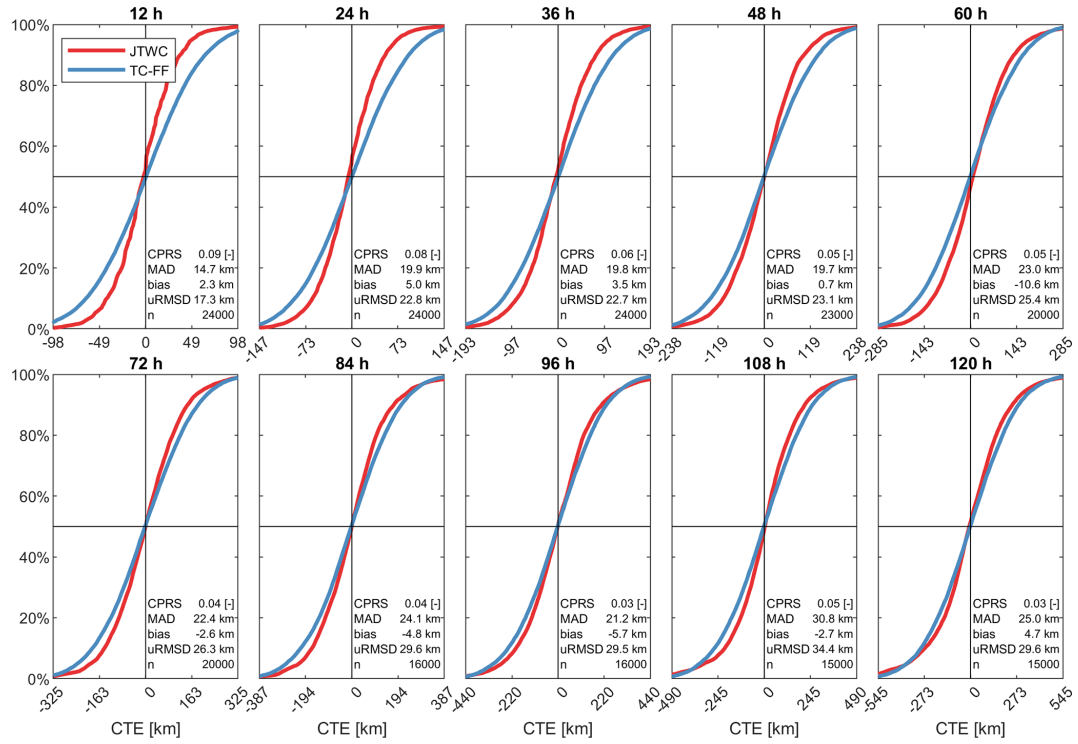 12 h 24 h 36 h 48 h 60 h
100%
80%
60%
40%
20%
0%
JTWC
TC-FF
CPRS 0.09 [-]
MAD 14.7 km
bias 2.3 km
uRMSD 17.3 km
n 24000
-98 -49 0 49 98
CPRS 0.08 [-]
MAD 19.9 km
bias 5.0 km
uRMSD 22.8 km
n 24000
-147 -73 0 73 147
CPRS 0.06 [-]
MAD 19.8 km
bias 3.5 km
uRMSD 22.7 km
n 24000
-193 -97 0 97 193
CPRS 0.05 [-]
MAD 19.7 km
bias 0.7 km
uRMSD 23.1 km
n 23000
-238 -119 0 119 238
CPRS 0.05 [-]
MAD 23.0 km
bias -10.6 km
uRMSD 25.4 km
n 20000
-285 -143 0 143 285
72 h 84 h 96 h 108 h 120 h
100%
80%
60%
40%
20%
0%
CPRS 0.04 [-]
MAD 22.4 km
bias -2.6 km
uRMSD 26.3 km
n 20000
-325 -163 0 163 325
CTE [km]
CPRS 0.04 [-]
MAD 24.1 km
bias -4.8 km
uRMSD 29.6 km
n 16000
-387 -194 0 194 387
CTE [km]
CPRS 0.03 [-]
MAD 21.2 km
bias -5.7 km
uRMSD 29.5 km
n 16000
-440 -220 0 220 440
CTE [km]
CPRS 0.05 [-]
MAD 30.8 km
bias -2.7 km
uRMSD 34.4 km
n 15000
-490 -245 0 245 490
CTE [km]
CPRS 0.03 [-]
MAD 25.0 km
bias 4.7 km
uRMSD 29.6 km
n 15000
-545 -273 0 273 545
CTE [km]